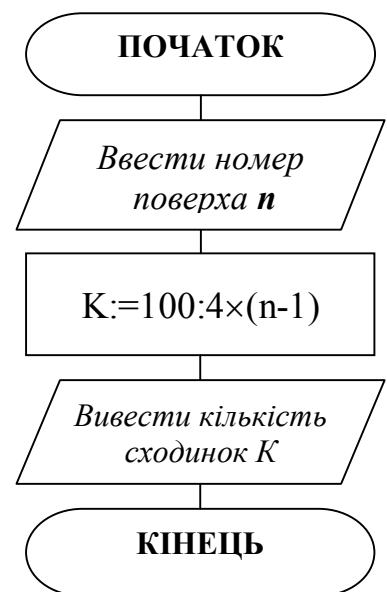 ПОЧАТОК
Ввести номер
поверха n
K:=100:4×(n-1)
Вивести кількість
сходинок K
КІНЕЦЬ